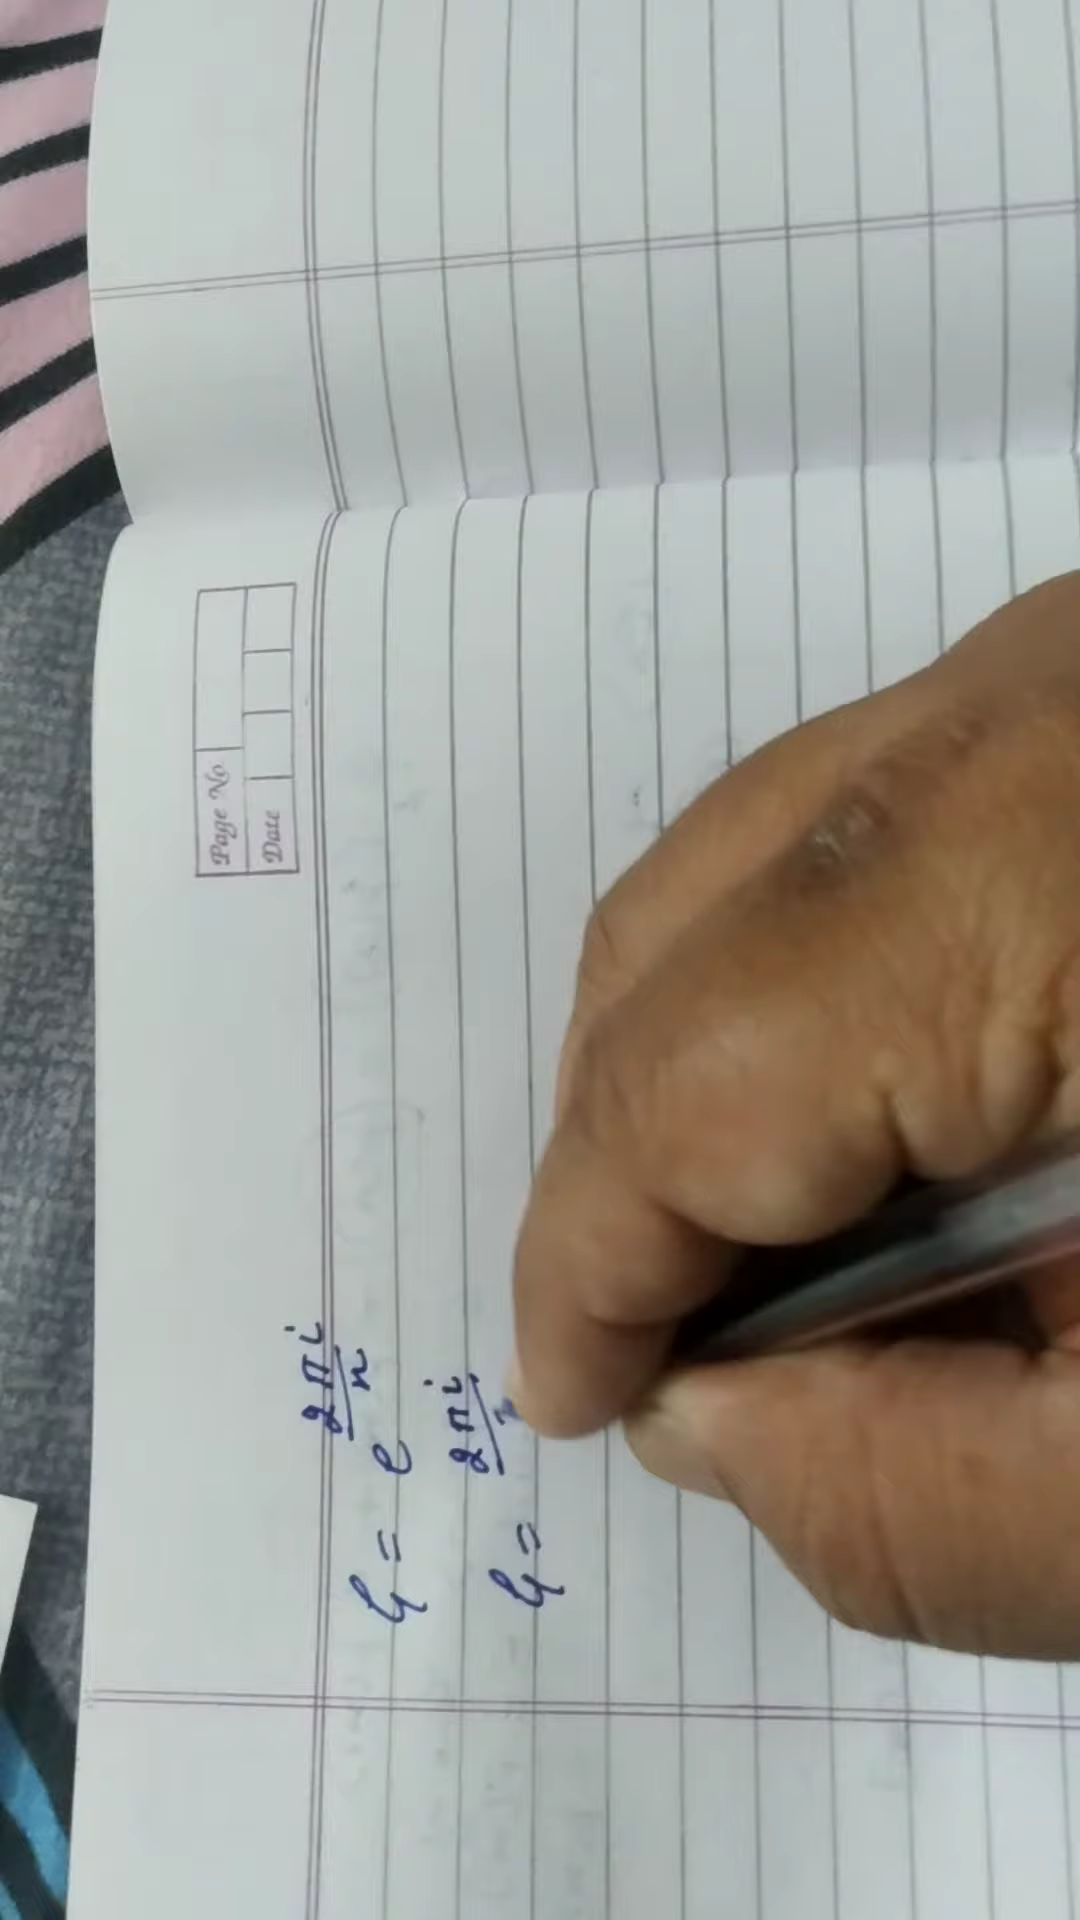 Page No
Date
ζ = e^(2πi/n)
ζ = 2πi